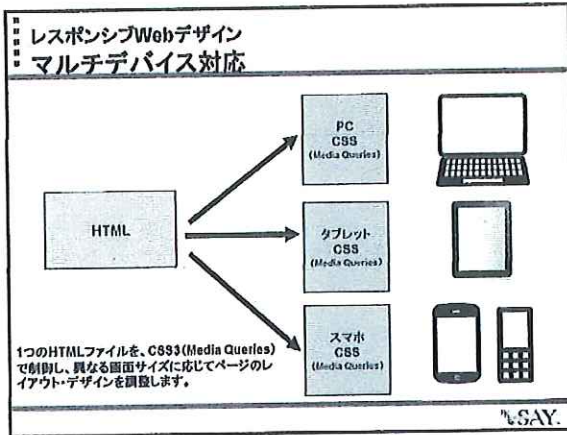 レスポンシブWebデザイン
マルチデバイス対応
HTML
PC
CSS
(Media Queries)
タブレット
CSS
(Media Queries)
スマホ
CSS
(Media Queries)
1つのHTMLファイルを、CSS3(Media Queries)
で制御し、異なる画面サイズに応じてページのレ
イアウト・デザインを調整します。
SAY.